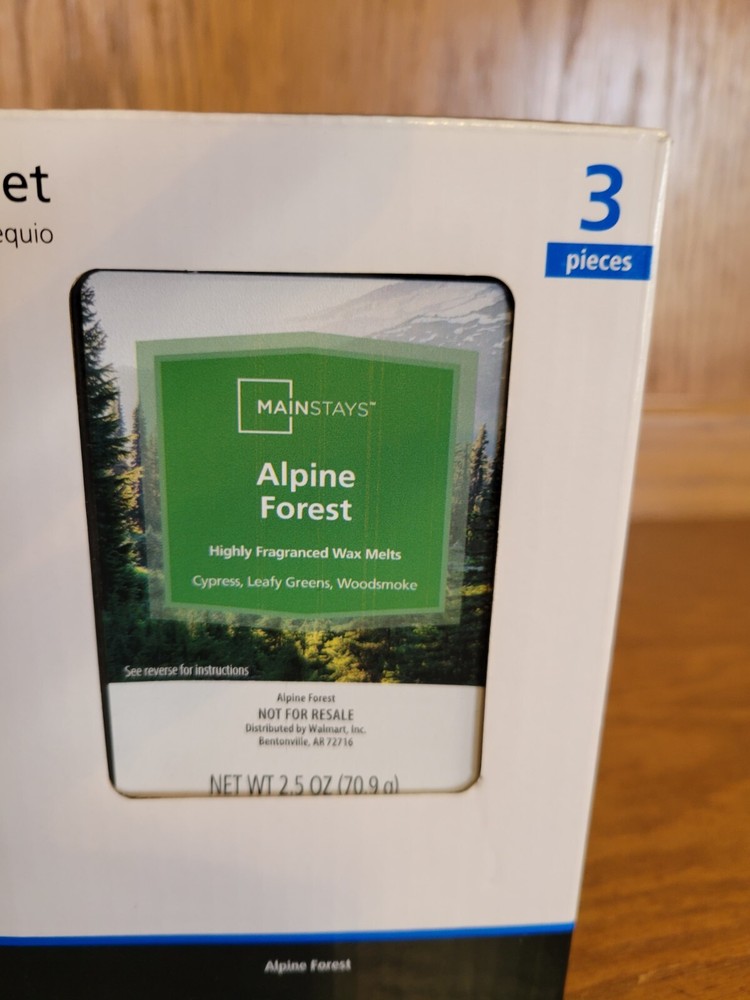 et
equio
3
pieces
MAINSTAYS™
Alpine
Forest
Highly Fragranced Wax Melts
Cypress, Leafy Greens, Woodsmoke
See reverse for instructions
Alpine Forest
NOT FOR RESALE
Distributed by Walmart, Inc.
Bentonville, AR 72716
NET WT 2.5 OZ (70.9 g)
Alpine Forest